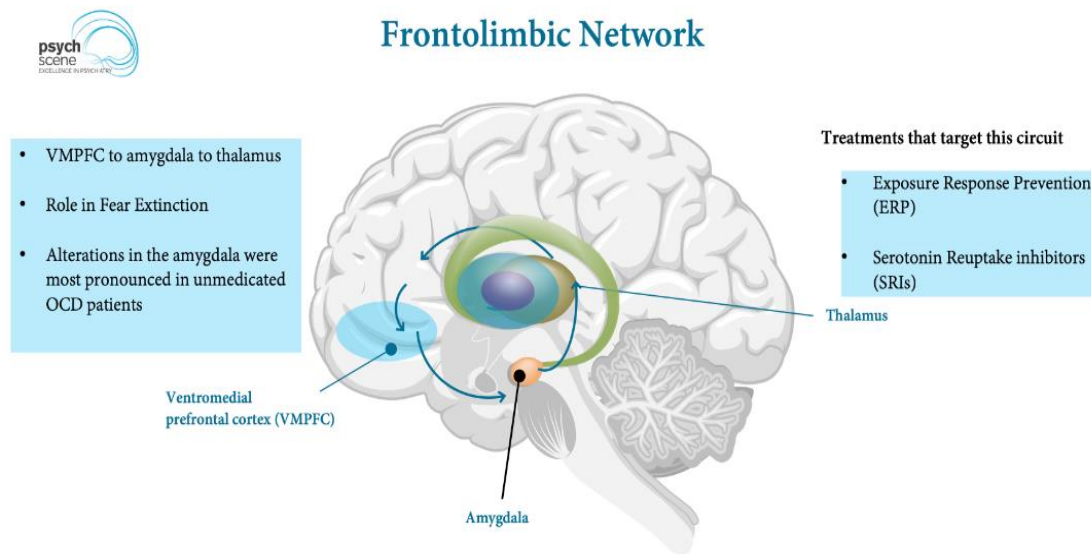 psych
scene
EXCELLENCE IN PSYCHIATRY
Frontolimbic Network
• VMPFC to amygdala to thalamus
• Role in Fear Extinction
• Alterations in the amygdala were
most pronounced in unmedicated
OCD patients
Treatments that target this circuit
• Exposure Response Prevention
(ERP)
• Serotonin Reuptake inhibitors
(SRIs)
Thalamus
Ventromedial
prefrontal cortex (VMPFC)
Amygdala